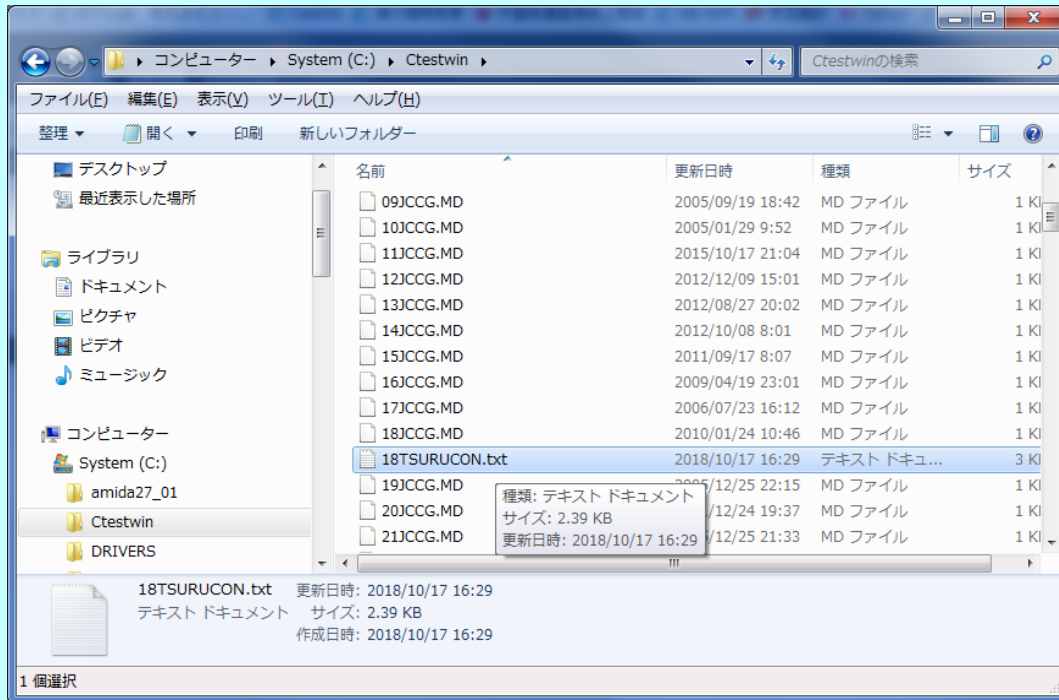 コンピューター ▸ System (C:) ▸ Ctestwin ▸
Ctestwinの検索
ファイル(F) 編集(E) 表示(V) ツール(T) ヘルプ(H)
整理 開く 印刷 新しいフォルダー
デスクトップ
最近表示した場所
ライブラリ
ドキュメント
ピクチャ
ビデオ
ミュージック
コンピューター
System (C:)
amida27_01
Ctestwin
DRIVERS
名前 更新日時 種類 サイズ
09JCCG.MD 2005/09/19 18:42 MD ファイル 1
10JCCG.MD 2005/01/29 9:52 MD ファイル 1
11JCCG.MD 2015/10/17 21:04 MD ファイル 1
12JCCG.MD 2012/12/09 15:01 MD ファイル 1
13JCCG.MD 2012/08/27 20:02 MD ファイル 1
14JCCG.MD 2012/10/08 8:01 MD ファイル 1
15JCCG.MD 2011/09/17 8:07 MD ファイル 1
16JCCG.MD 2009/04/19 23:01 MD ファイル 1
17JCCG.MD 2006/07/23 16:12 MD ファイル 1
18JCCG.MD 2010/01/24 10:46 MD ファイル 1
18TSURUCON.txt 2018/10/17 16:29 テキスト ドキュ... 3
19JCCG.MD /12/25 22:15 MD ファイル 1
20JCCG.MD /12/24 19:37 MD ファイル 1
21JCCG.MD /12/25 21:33 MD ファイル 1
種類: テキスト ドキュメント
サイズ: 2.39 KB
更新日時: 2018/10/17 16:29
18TSURUCON.txt 更新日時: 2018/10/17 16:29
テキスト ドキュメント サイズ: 2.39 KB
作成日時: 2018/10/17 16:29
1 個選択